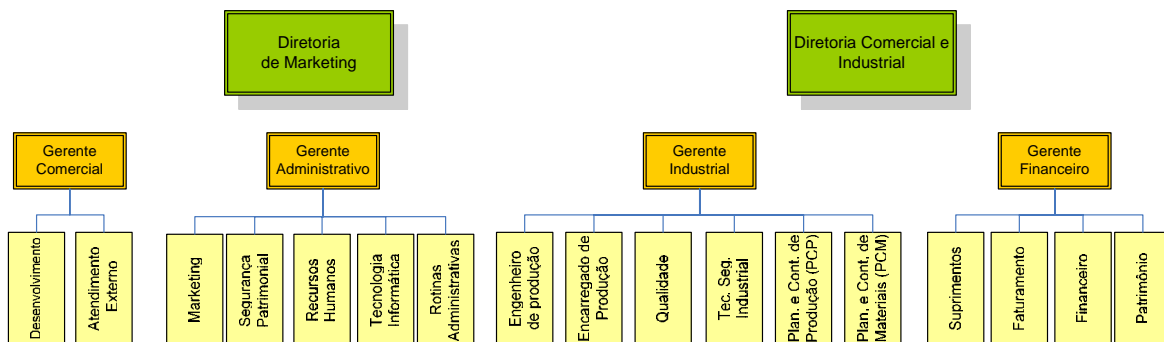 Diretoria
de Marketing
Diretoria Comercial e
Industrial
Gerente
Comercial
Gerente
Administrativo
Gerente
Industrial
Gerente
Financeiro
Desenvolvimento
Atendimento
Externo
Marketing
Segurança
Patrimonial
Recursos
Humanos
Tecnologia
Informática
Rotinas
Administrativas
Engenheiro
de produção
Encarregado de
Produção
Qualidade
Tec. Seg.
Industrial
Plan. e Cont. de
Produção (PCP)
Plan. e Cont. de
Materiais (PCM)
Suprimentos
Faturamento
Financeiro
Patrimônio